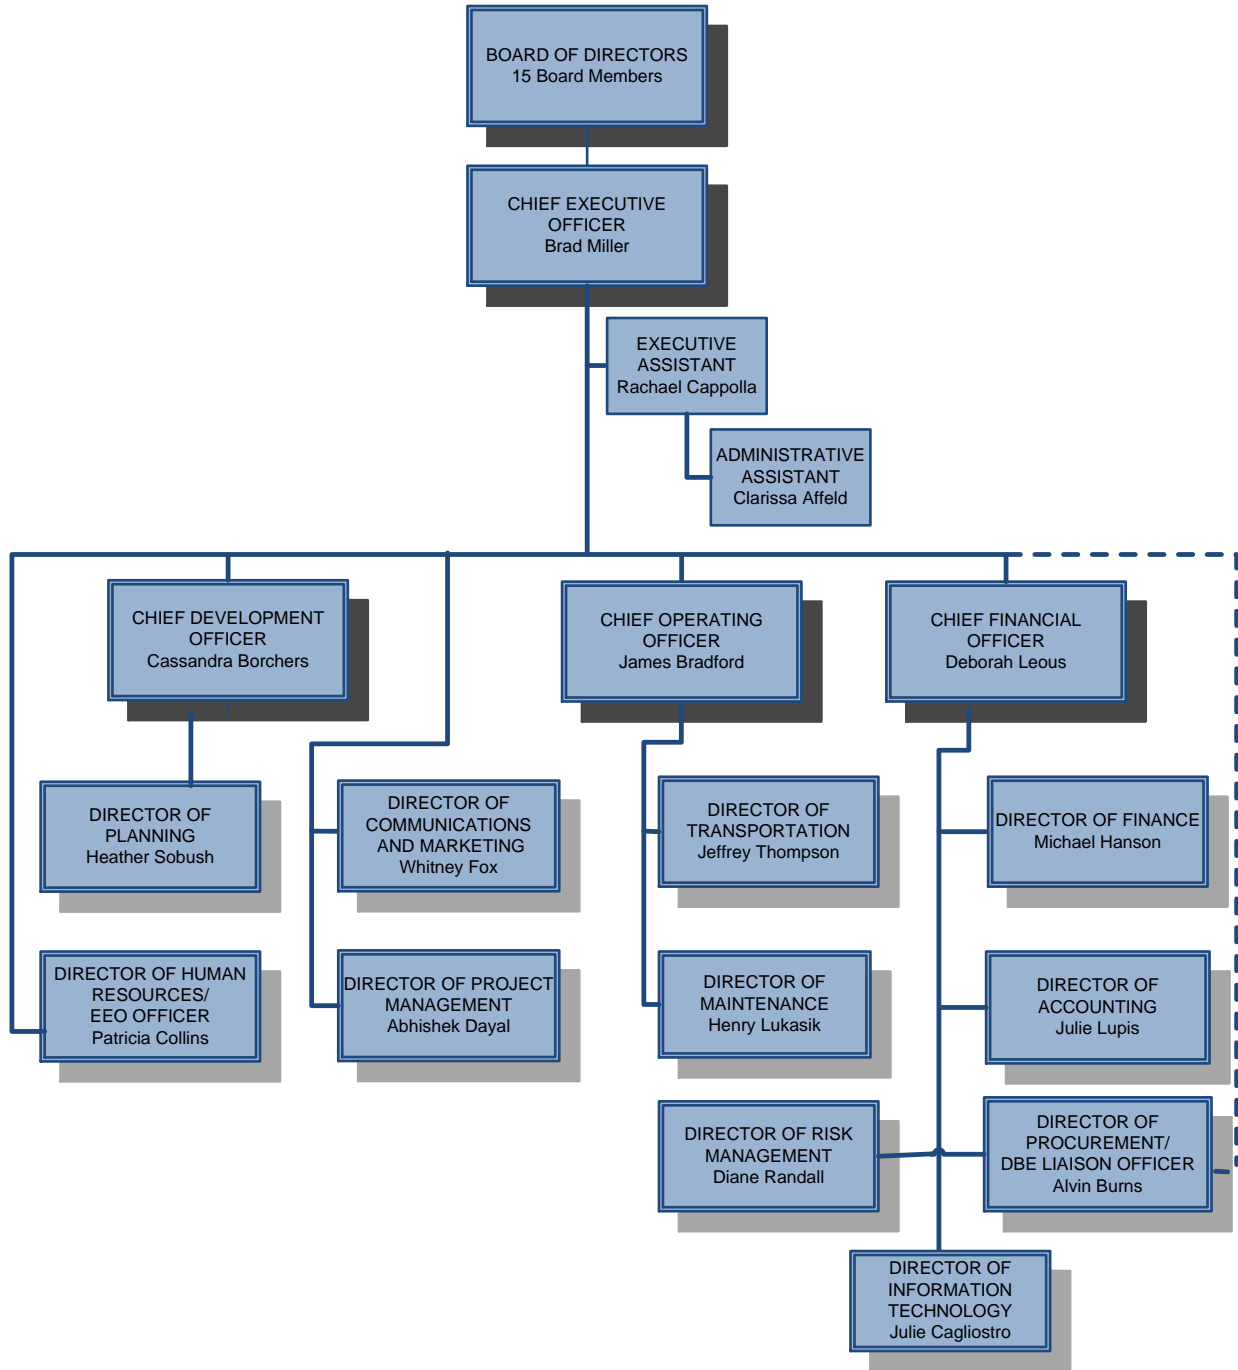 BOARD OF DIRECTORS
15 Board Members
CHIEF EXECUTIVE
OFFICER
Brad Miller
EXECUTIVE
ASSISTANT
Rachael Cappolla
ADMINISTRATIVE
ASSISTANT
Clarissa Affeld
CHIEF DEVELOPMENT
OFFICER
Cassandra Borchers
CHIEF OPERATING
OFFICER
James Bradford
CHIEF FINANCIAL
OFFICER
Deborah Leous
DIRECTOR OF
PLANNING
Heather Sobush
DIRECTOR OF
COMMUNICATIONS
AND MARKETING
Whitney Fox
DIRECTOR OF
TRANSPORTATION
Jeffrey Thompson
DIRECTOR OF FINANCE
Michael Hanson
DIRECTOR OF HUMAN
RESOURCES/
EEO OFFICER
Patricia Collins
DIRECTOR OF PROJECT
MANAGEMENT
Abhishek Dayal
DIRECTOR OF
MAINTENANCE
Henry Lukasik
DIRECTOR OF
ACCOUNTING
Julie Lupis
DIRECTOR OF RISK
MANAGEMENT
Diane Randall
DIRECTOR OF
PROCUREMENT/
DBE LIAISON OFFICER
Alvin Burns
DIRECTOR OF
INFORMATION
TECHNOLOGY
Julie Cagliostro